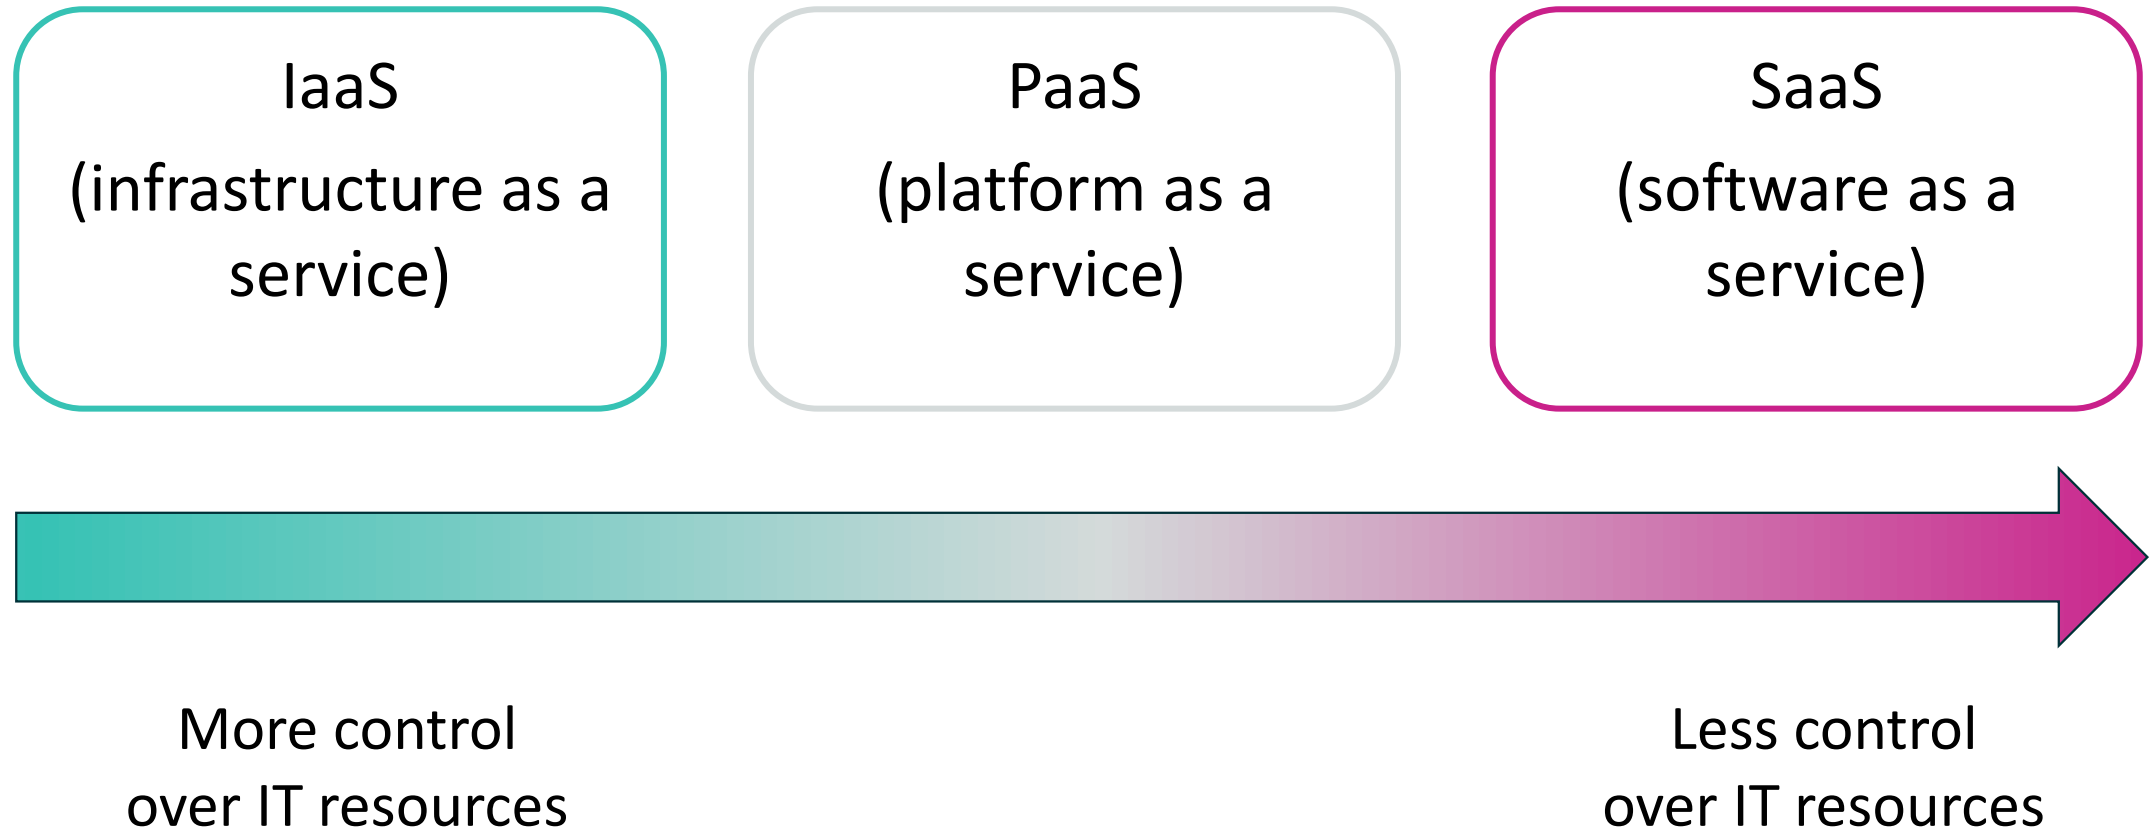 IaaS
(infrastructure as a
service)
PaaS
(platform as a
service)
SaaS
(software as a
service)
More control
over IT resources
Less control
over IT resources